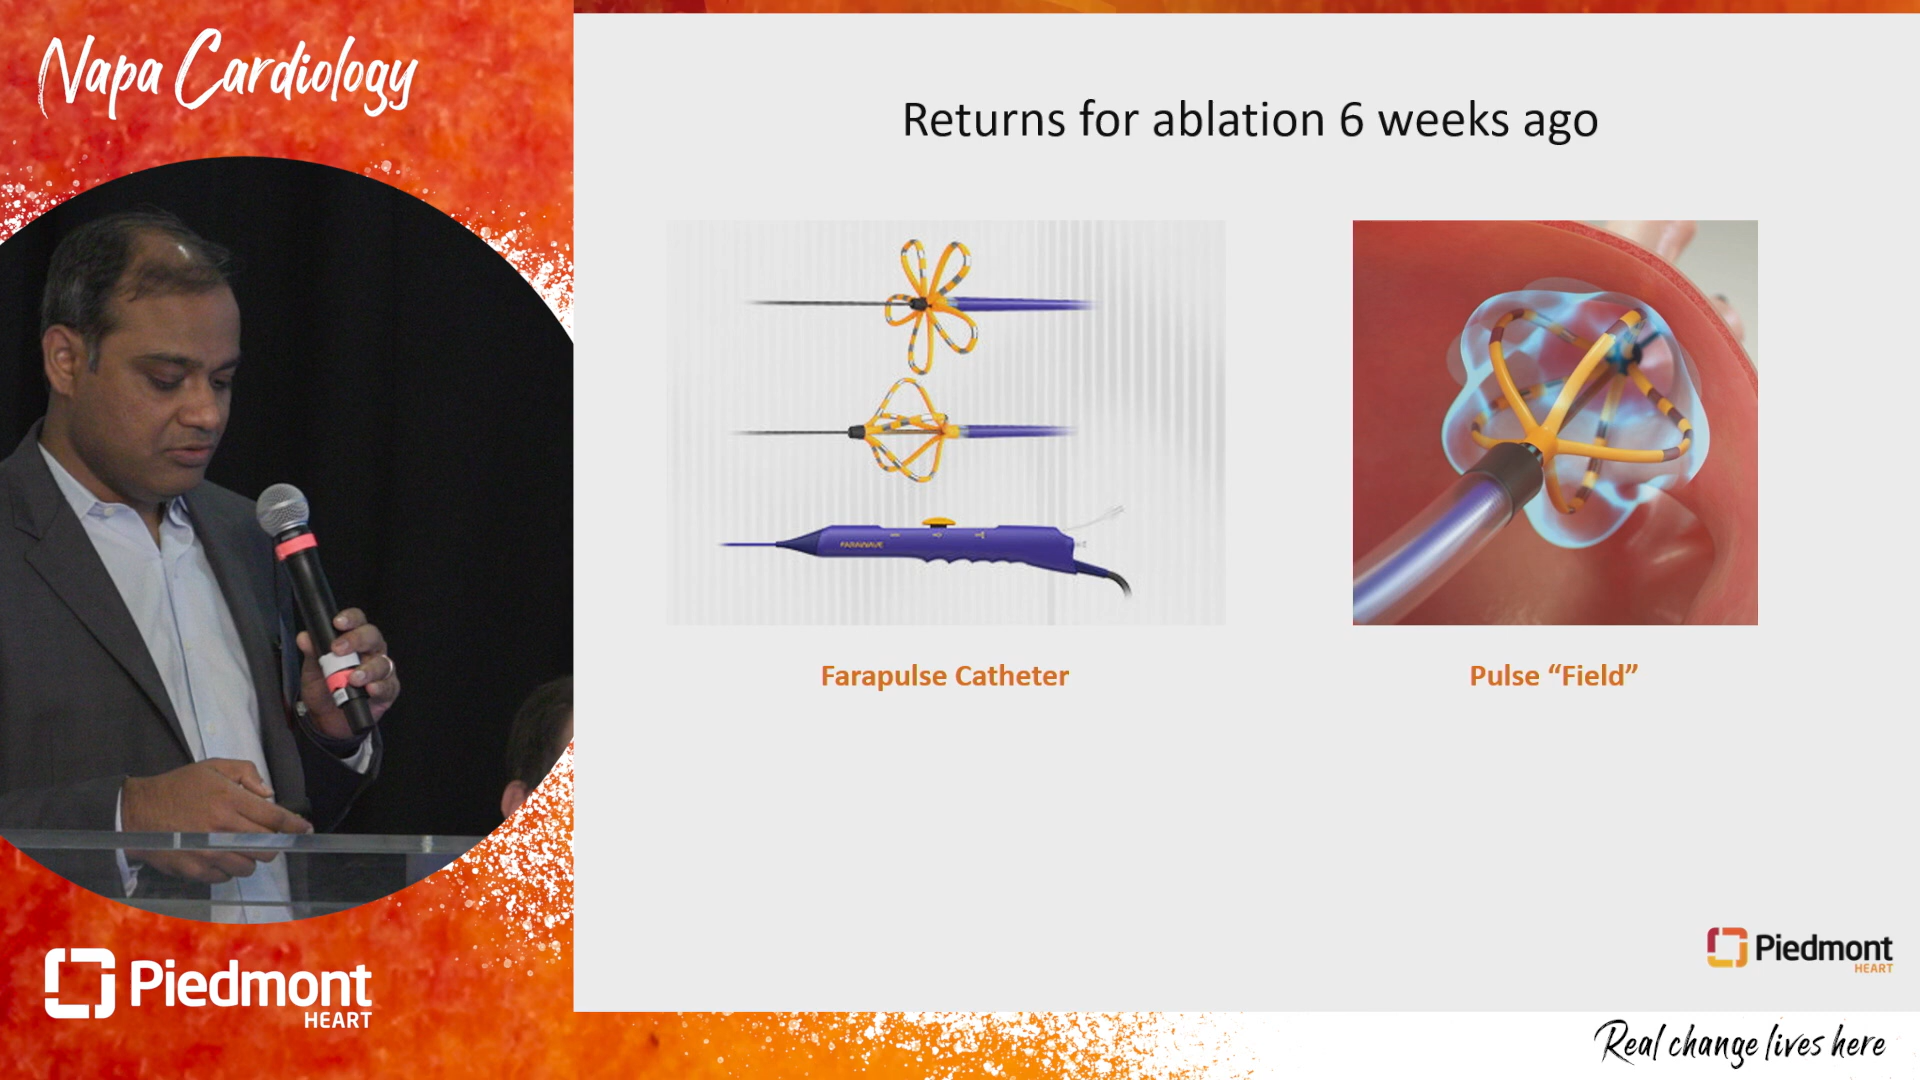 Napa Cardiology
Piedmont
HEART
Returns for ablation 6 weeks ago
FARAWAVE
Farapulse Catheter
Pulse “Field”
Piedmont
HEART
Real change lives here